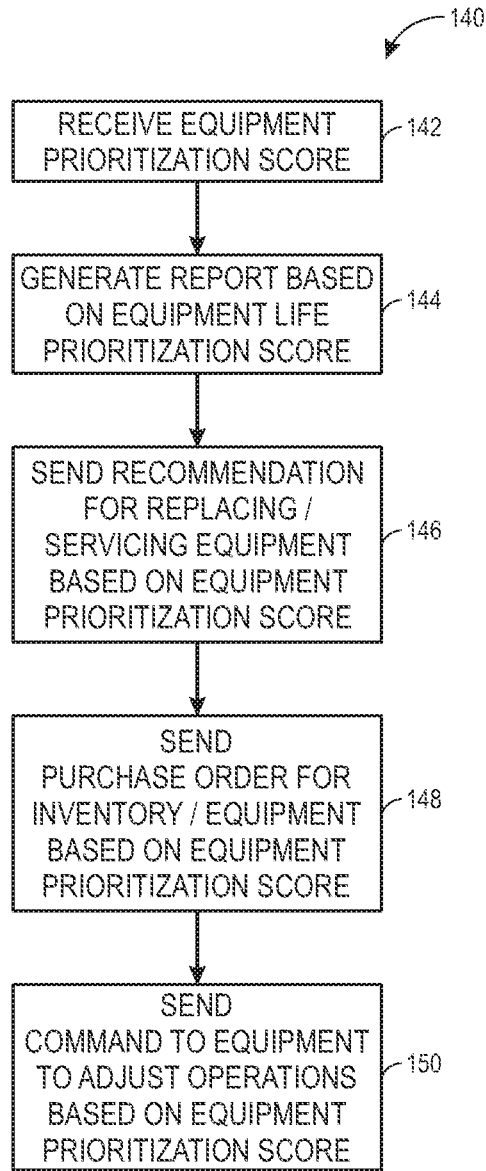 140
RECEIVE EQUIPMENT
PRIORITIZATION SCORE
142
GENERATE REPORT BASED
ON EQUIPMENT LIFE
PRIORITIZATION SCORE
144
SEND RECOMMENDATION
FOR REPLACING /
SERVICING EQUIPMENT
BASED ON EQUIPMENT
PRIORITIZATION SCORE
146
SEND
PURCHASE ORDER FOR
INVENTORY / EQUIPMENT
BASED ON EQUIPMENT
PRIORITIZATION SCORE
148
SEND
COMMAND TO EQUIPMENT
TO ADJUST OPERATIONS
BASED ON EQUIPMENT
PRIORITIZATION SCORE
150